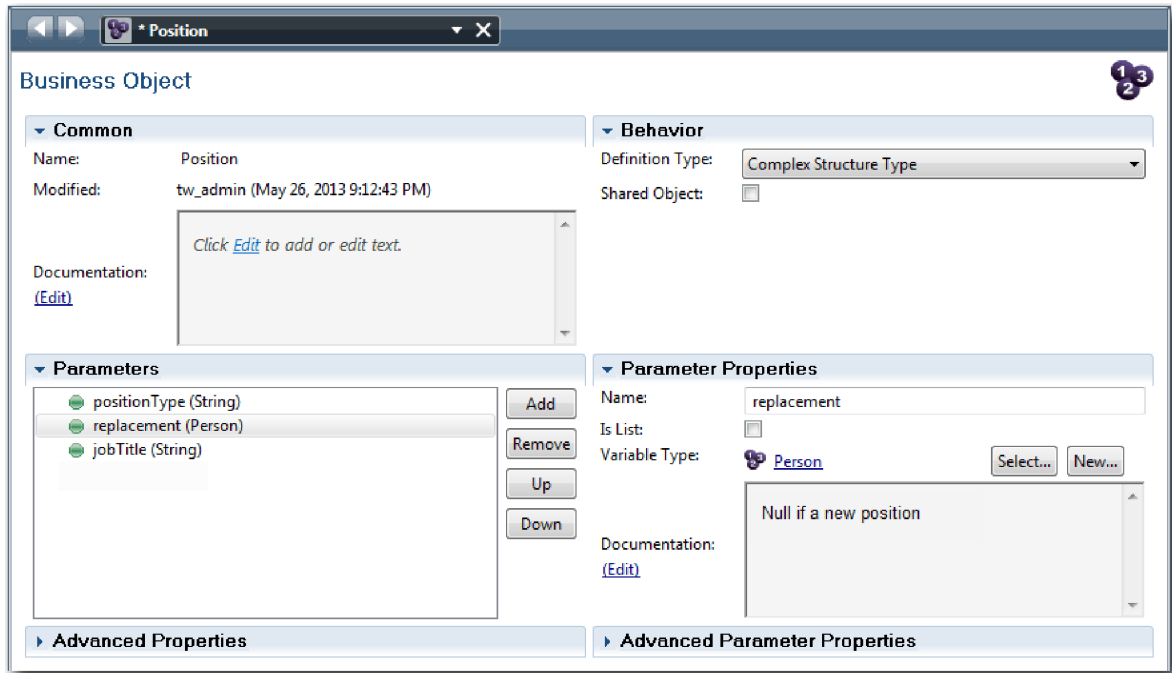 * Position
Business Object
1 3
2
Common
Name: Position
Modified: tw_admin (May 26, 2013 9:12:43 PM)
Click Edit to add or edit text.
Documentation:
(Edit)
Behavior
Definition Type: Complex Structure Type
Shared Object:
Parameters
positionType (String)
replacement (Person)
jobTitle (String)
Add
Remove
Up
Down
Parameter Properties
Name: replacement
Is List:
Variable Type: Person Select... New...
Null if a new position
Documentation:
(Edit)
Advanced Properties
Advanced Parameter Properties